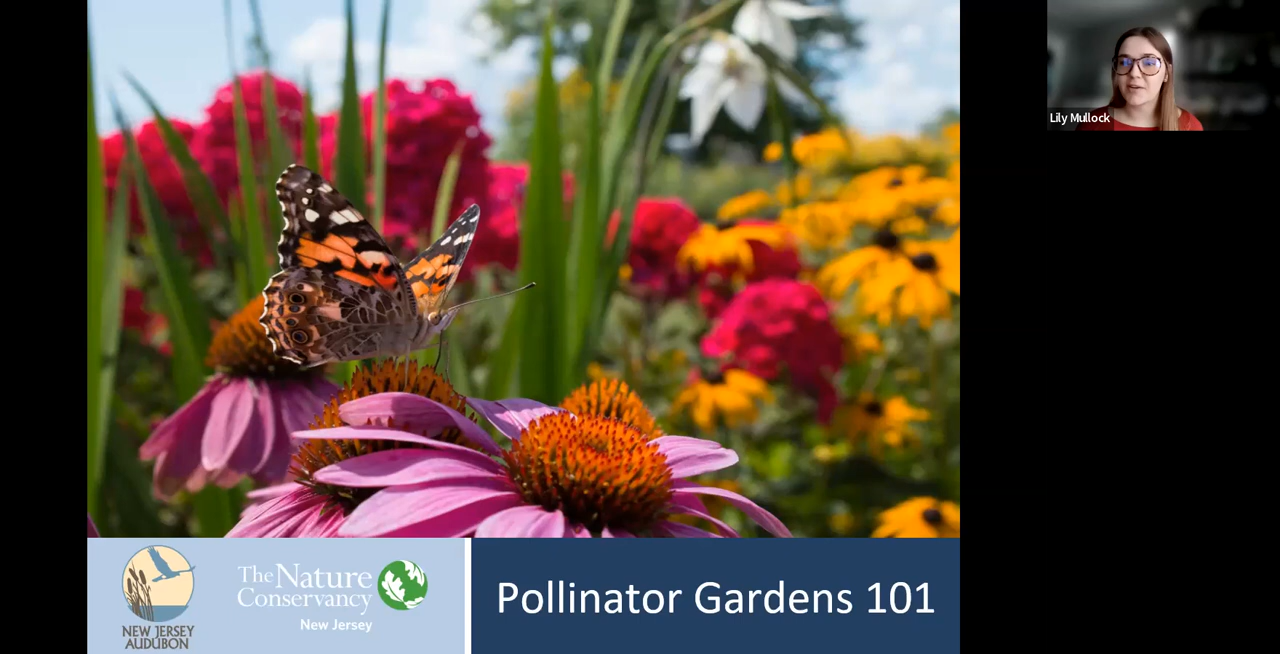 Lily Mullock
The Nature
Conservancy
New Jersey
NEW JERSEY
AUDUBON
Pollinator Gardens 101